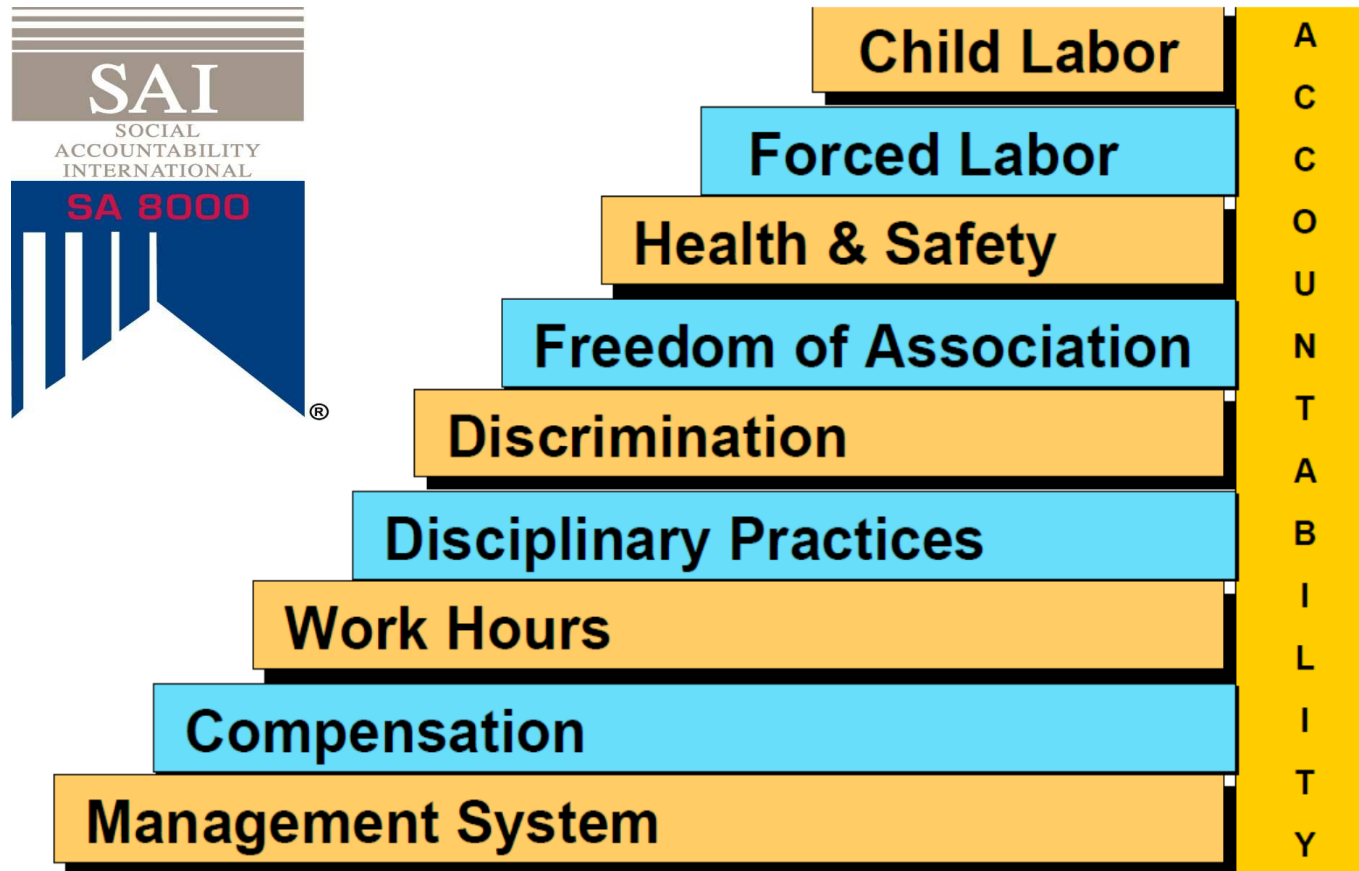 SAI
SOCIAL
ACCOUNTABILITY
INTERNATIONAL
SA 8000
®
Child Labor
Forced Labor
Health & Safety
Freedom of Association
Discrimination
Disciplinary Practices
Work Hours
Compensation
Management System
ACCOUNTABILITY